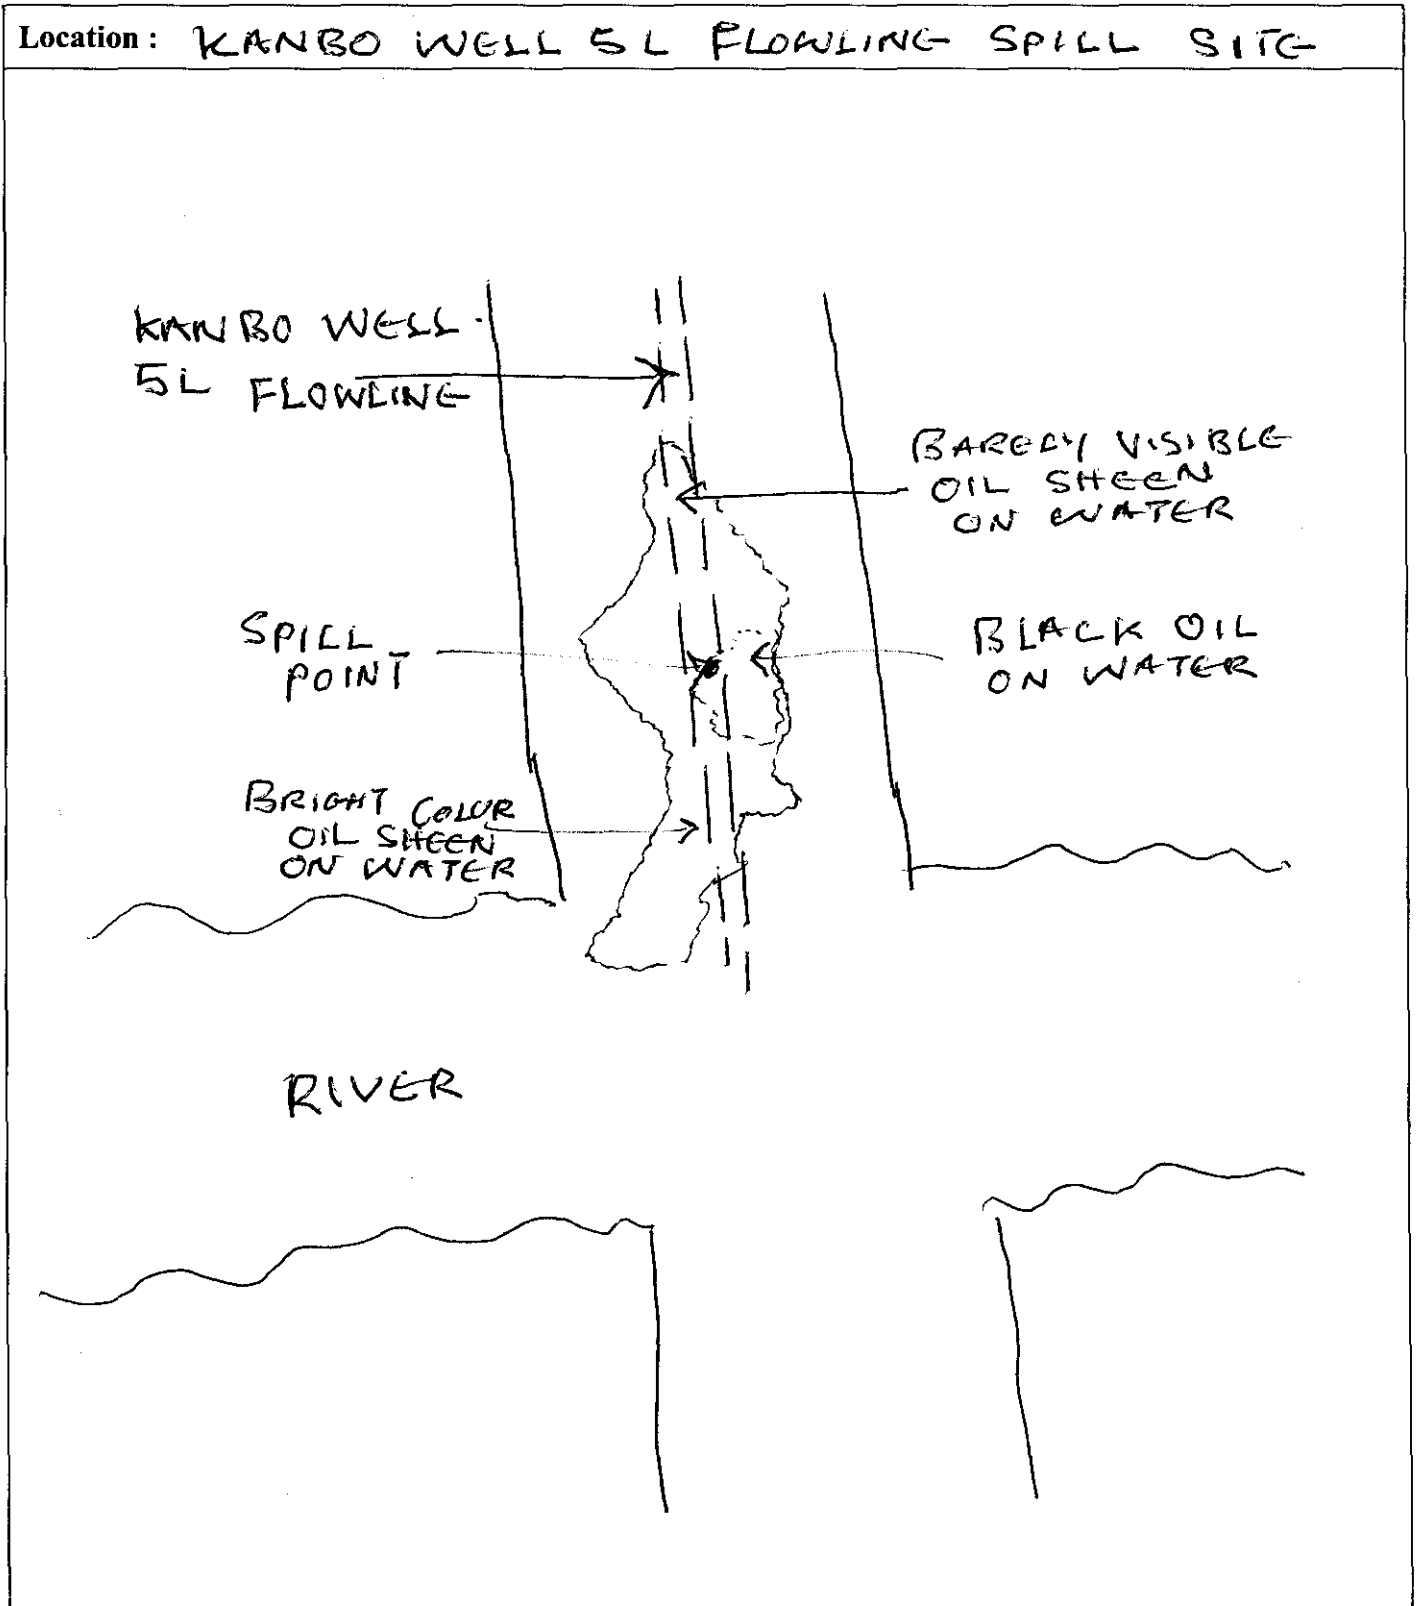 Location : KANBO WELL 5L FLOWLING SPILL SITE
KANBO WELL
5L FLOWLINE
BARELY VISIBLE
OIL SHEEN
ON WATER
SPILL
POINT
BLACK OIL
ON WATER
BRIGHT COLOR
OIL SHEEN
ON WATER
RIVER